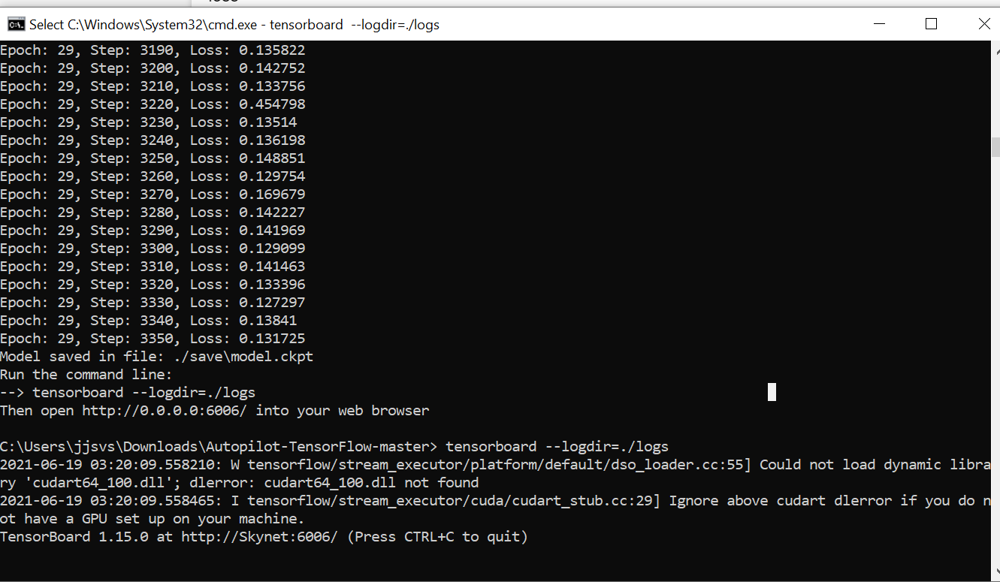 Select C:\Windows\System32\cmd.exe - tensorboard  --logdir=./logs
Epoch: 29, Step: 3190, Loss: 0.135822
Epoch: 29, Step: 3200, Loss: 0.142752
Epoch: 29, Step: 3210, Loss: 0.133756
Epoch: 29, Step: 3220, Loss: 0.454798
Epoch: 29, Step: 3230, Loss: 0.13514
Epoch: 29, Step: 3240, Loss: 0.136198
Epoch: 29, Step: 3250, Loss: 0.148851
Epoch: 29, Step: 3260, Loss: 0.129754
Epoch: 29, Step: 3270, Loss: 0.169679
Epoch: 29, Step: 3280, Loss: 0.142227
Epoch: 29, Step: 3290, Loss: 0.141969
Epoch: 29, Step: 3300, Loss: 0.129099
Epoch: 29, Step: 3310, Loss: 0.141463
Epoch: 29, Step: 3320, Loss: 0.133396
Epoch: 29, Step: 3330, Loss: 0.127297
Epoch: 29, Step: 3340, Loss: 0.13841
Epoch: 29, Step: 3350, Loss: 0.131725
Model saved in file: ./save\model.ckpt
Run the command line:
--> tensorboard --logdir=./logs
Then open http://0.0.0.0:6006/ into your web browser
C:\Users\jjsvs\Downloads\Autopilot-TensorFlow-master> tensorboard --logdir=./logs
2021-06-19 03:20:09.558210: W tensorflow/stream_executor/platform/default/dso_loader.cc:55] Could not load dynamic libra
ry 'cudart64_100.dll'; dlerror: cudart64_100.dll not found
2021-06-19 03:20:09.558465: I tensorflow/stream_executor/cuda/cudart_stub.cc:29] Ignore above cudart dlerror if you do n
ot have a GPU set up on your machine.
TensorBoard 1.15.0 at http://Skynet:6006/ (Press CTRL+C to quit)